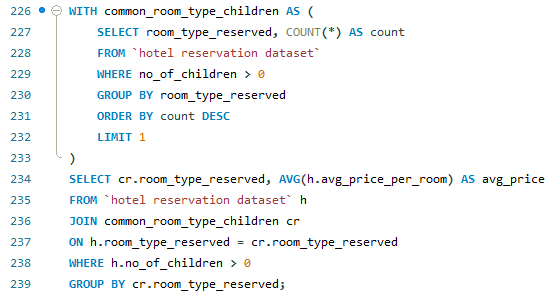 226 WITH common_room_type_children AS (
227 SELECT room_type_reserved, COUNT(*) AS count
228 FROM `hotel reservation dataset`
229 WHERE no_of_children > 0
230 GROUP BY room_type_reserved
231 ORDER BY count DESC
232 LIMIT 1
233 )
234 SELECT cr.room_type_reserved, AVG(h.avg_price_per_room) AS avg_price
235 FROM `hotel reservation dataset` h
236 JOIN common_room_type_children cr
237 ON h.room_type_reserved = cr.room_type_reserved
238 WHERE h.no_of_children > 0
239 GROUP BY cr.room_type_reserved;